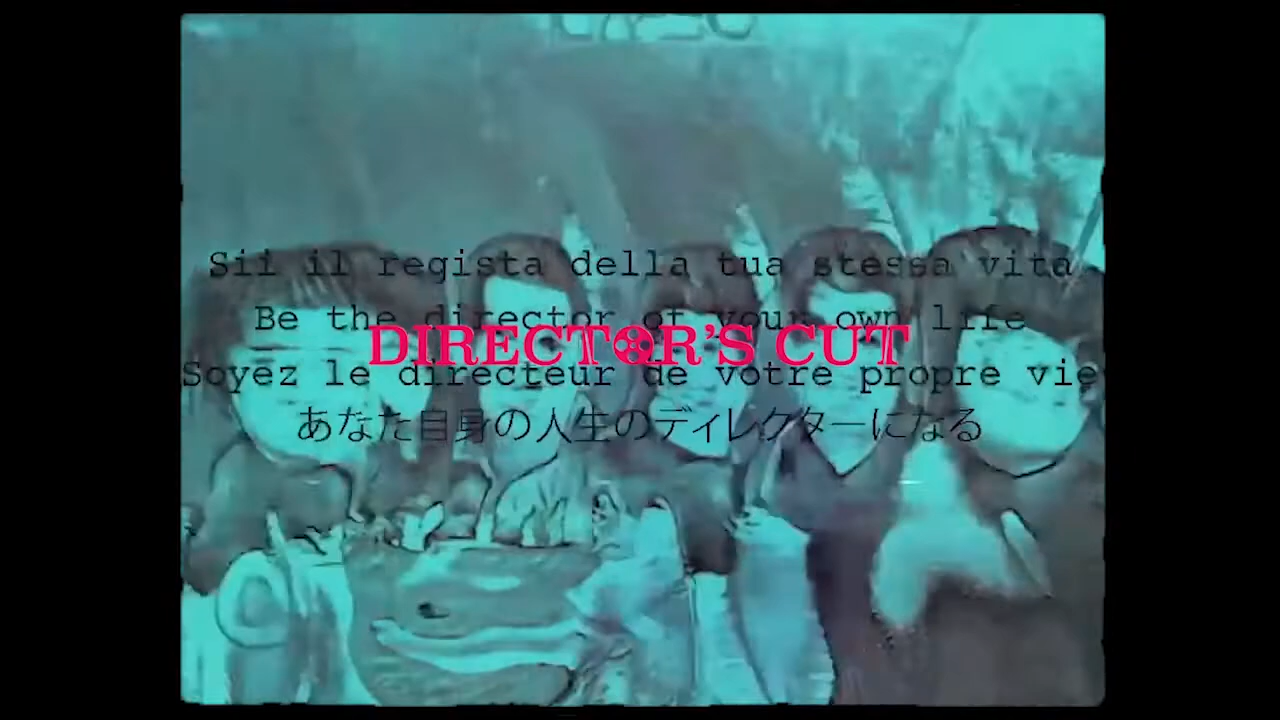 Sii il regista della tua stessa vita
Be the director of your own life
DIRECTOR'S CUT
Soyez le directeur de votre propre vie
あなた自身の人生のディレクターになる